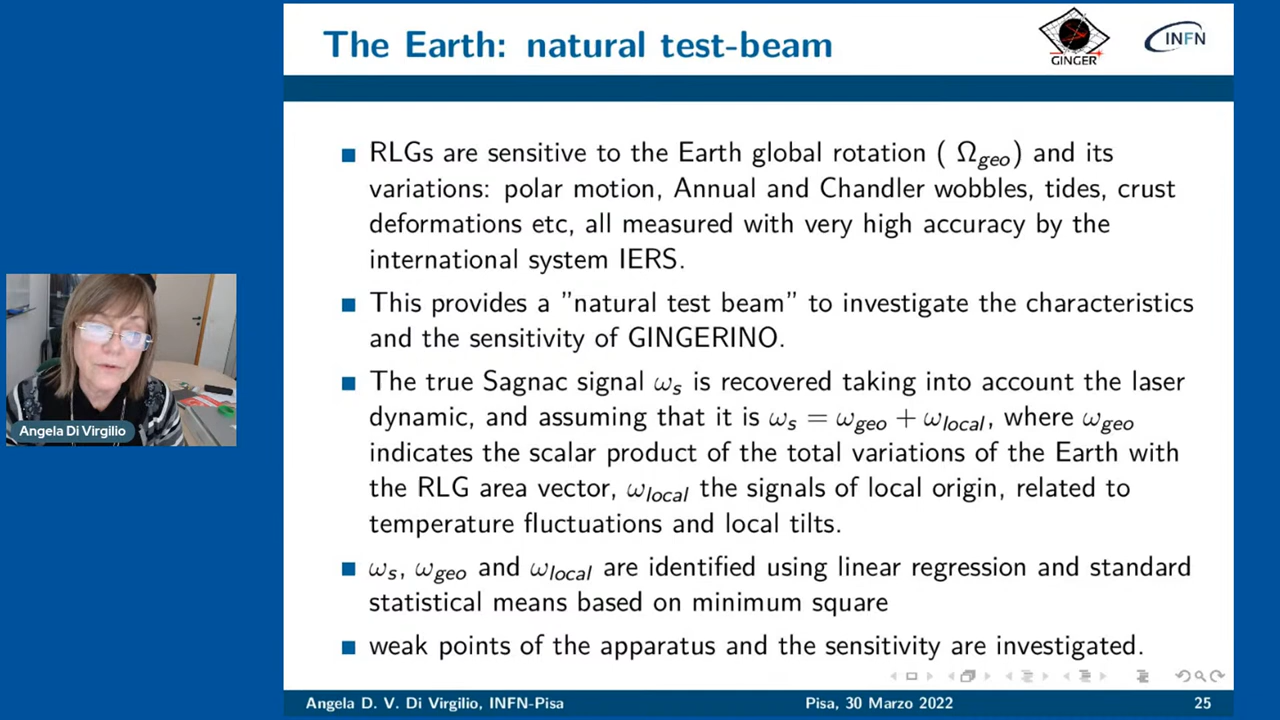 The Earth: natural test-beam
GINGER
INFN
■ RLGs are sensitive to the Earth global rotation ( Ω_geo) and its
variations: polar motion, Annual and Chandler wobbles, tides, crust
deformations etc, all measured with very high accuracy by the
international system IERS.
■ This provides a ”natural test beam” to investigate the characteristics
and the sensitivity of GINGERINO.
■ The true Sagnac signal ω_s is recovered taking into account the laser
dynamic, and assuming that it is ω_s = ω_geo + ω_local, where ω_geo
indicates the scalar product of the total variations of the Earth with
the RLG area vector, ω_local the signals of local origin, related to
temperature fluctuations and local tilts.
■ ω_s, ω_geo and ω_local are identified using linear regression and standard
statistical means based on minimum square
■ weak points of the apparatus and the sensitivity are investigated.
Angela Di Virgilio
Angela D. V. Di Virgilio, INFN-Pisa
Pisa, 30 Marzo 2022
25